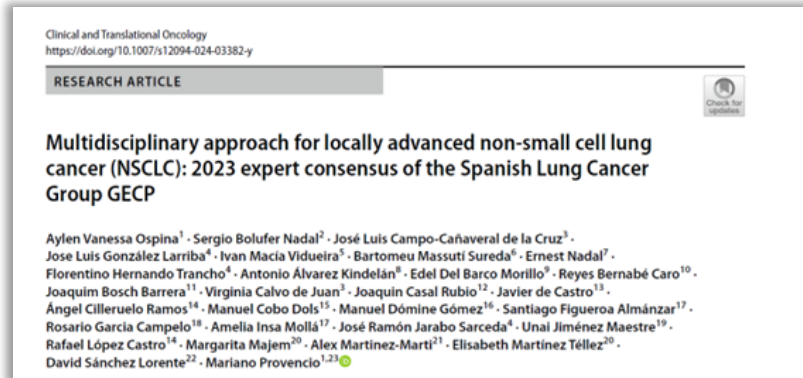 Clinical and Translational Oncology
https://doi.org/10.1007/s12094-024-03382-y
RESEARCH ARTICLE
Check for
updates
Multidisciplinary approach for locally advanced non-small cell lung
cancer (NSCLC): 2023 expert consensus of the Spanish Lung Cancer
Group GECP
Aylen Vanessa Ospina¹ · Sergio Bolufer Nadal² · José Luis Campo-Cañaveral de la Cruz³ ·
Jose Luis González Larriba⁴ · Ivan Macía Vidueira⁵ · Bartomeu Massutí Sureda⁶ · Ernest Nadal⁷ ·
Florentino Hernando Trancho⁴ · Antonio Álvarez Kindelán⁸ · Edel Del Barco Morillo⁹ · Reyes Bernabé Caro¹⁰ ·
Joaquim Bosch Barrera¹¹ · Virginia Calvo de Juan³ · Joaquin Casal Rubio¹² · Javier de Castro¹³ ·
Ángel Cilleruelo Ramos¹⁴ · Manuel Cobo Dols¹⁵ · Manuel Dómine Gómez¹⁶ · Santiago Figueroa Almánzar¹⁷ ·
Rosario Garcia Campelo¹⁸ · Amelia Insa Mollá¹⁷ · José Ramón Jarabo Sarceda⁴ · Unai Jiménez Maestre¹⁹ ·
Rafael López Castro¹⁴ · Margarita Majem²⁰ · Alex Martinez-Marti²¹ · Elisabeth Martínez Téllez²⁰ ·
David Sánchez Lorente²² · Mariano Provencio¹,²³